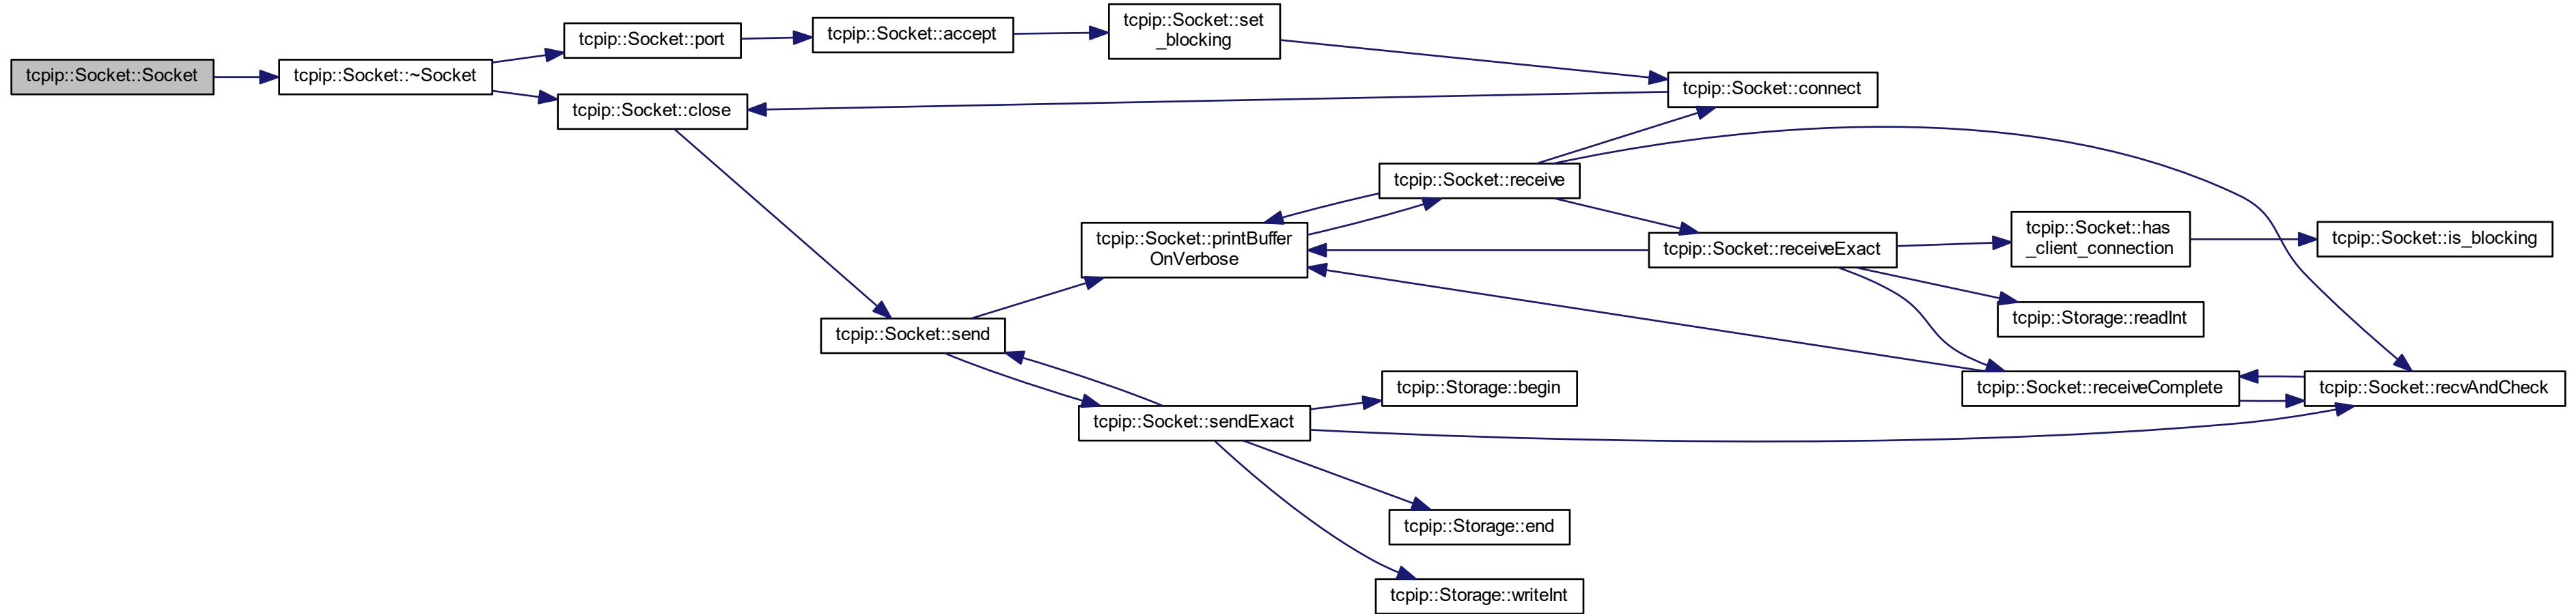 tcpip::Socket::Socket
tcpip::Socket::~Socket
tcpip::Socket::port
tcpip::Socket::close
tcpip::Socket::accept
tcpip::Socket::set
_blocking
tcpip::Socket::connect
tcpip::Socket::receive
tcpip::Socket::printBuffer
OnVerbose
tcpip::Socket::receiveExact
tcpip::Socket::has
_client_connection
tcpip::Socket::is_blocking
tcpip::Storage::readInt
tcpip::Socket::send
tcpip::Socket::receiveComplete
tcpip::Socket::recvAndCheck
tcpip::Storage::begin
tcpip::Socket::sendExact
tcpip::Storage::end
tcpip::Storage::writeInt